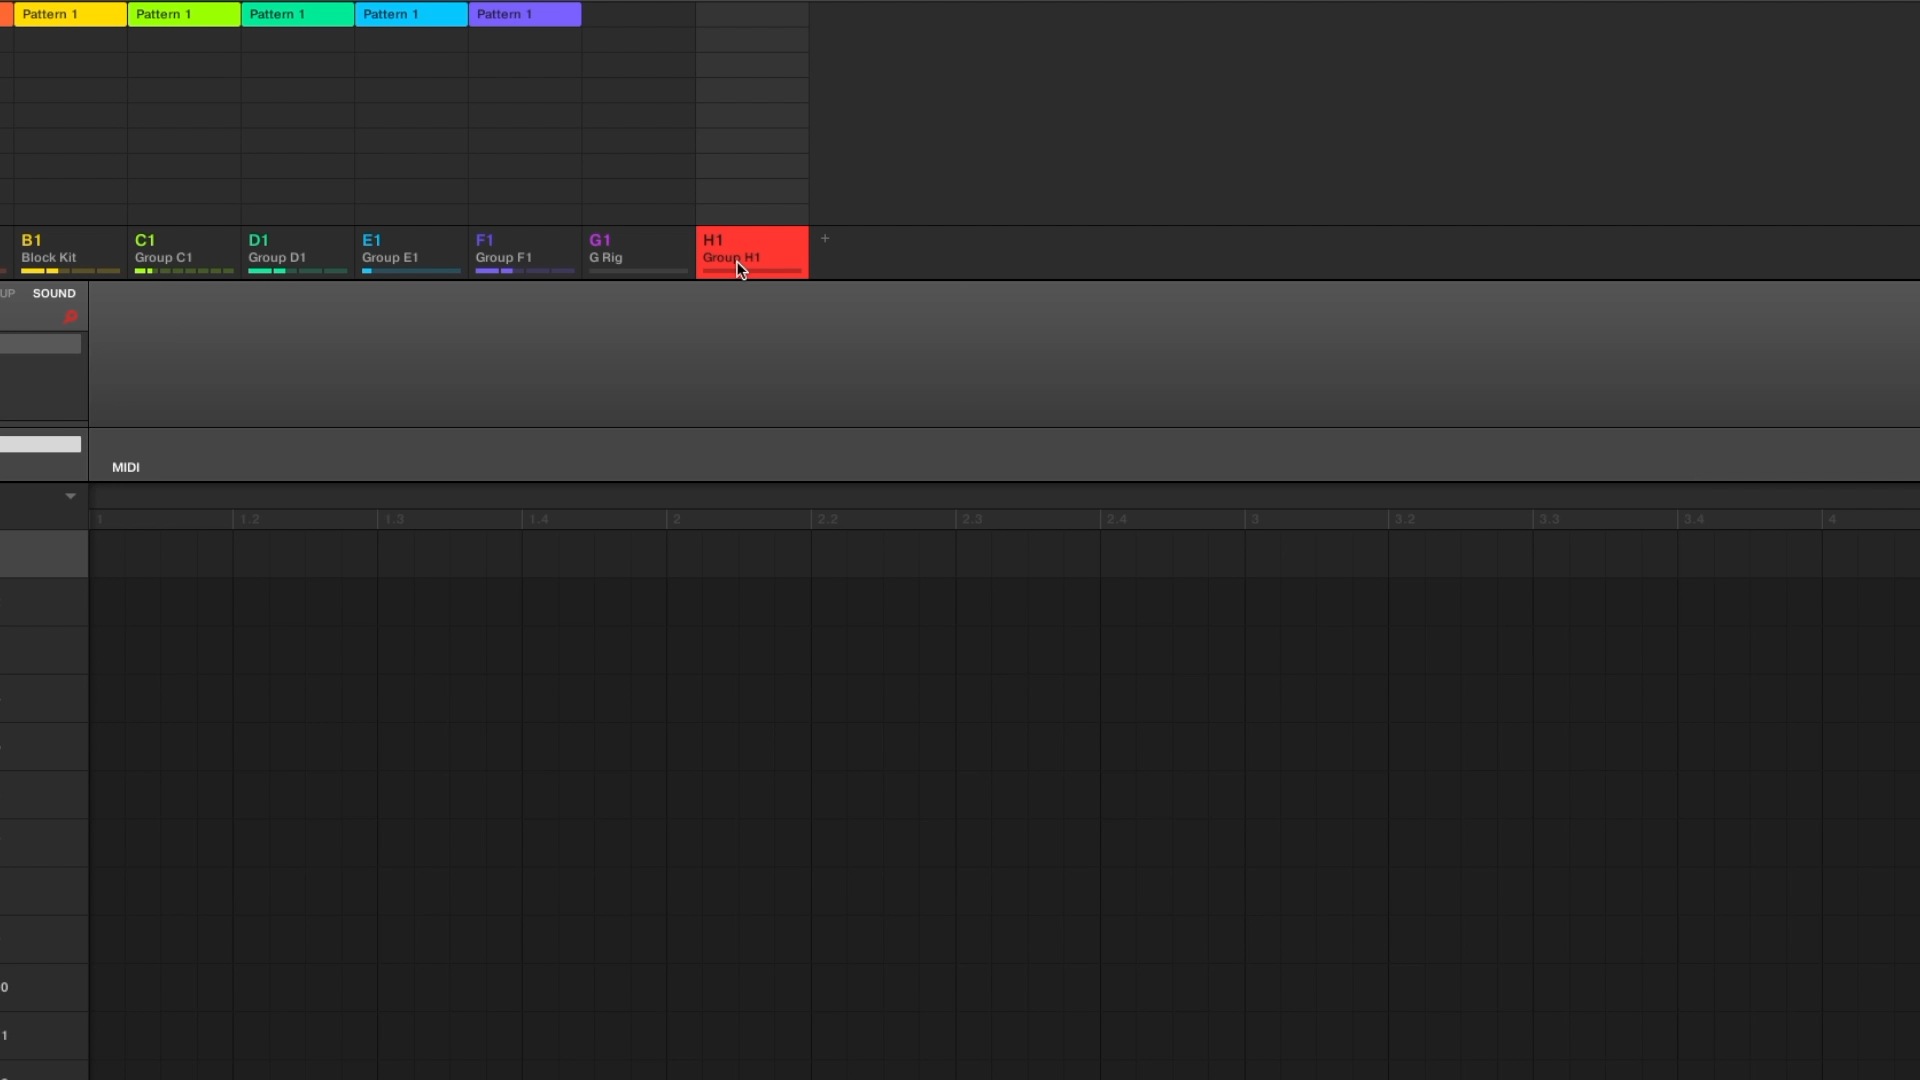 Pattern 1 Pattern 1 Pattern 1 Pattern 1 Pattern 1
B1 C1 D1 E1 F1 G1 H1 +
Block Kit Group C1 Group D1 Group E1 Group F1 G Rig Group H1
UP SOUND
MIDI
1 1.2 1.3 1.4 2 2.2 2.3 2.4 3 3.2 3.3 3.4 4
0
1